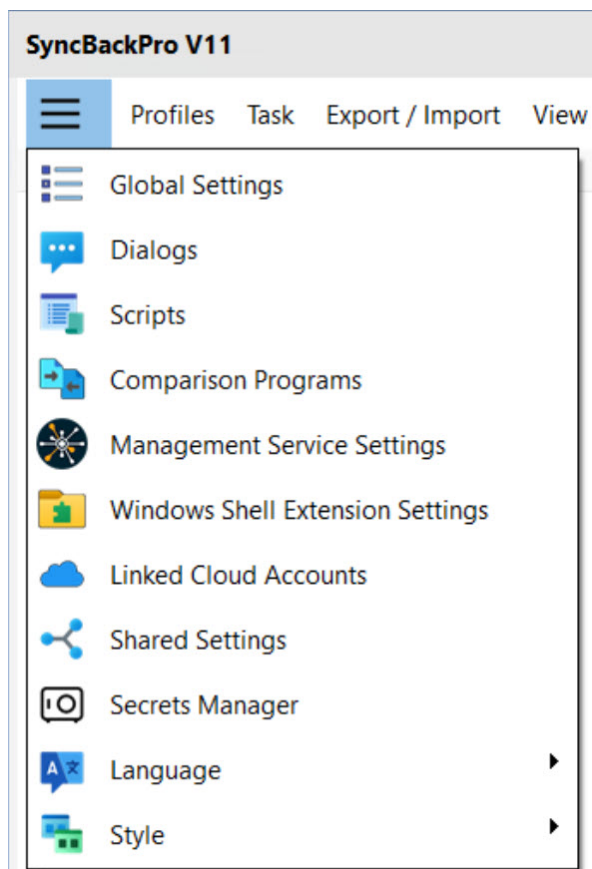 SyncBackPro V11
Profiles Task Export / Import View
Global Settings
Dialogs
Scripts
Comparison Programs
Management Service Settings
Windows Shell Extension Settings
Linked Cloud Accounts
Shared Settings
Secrets Manager
Language
Style